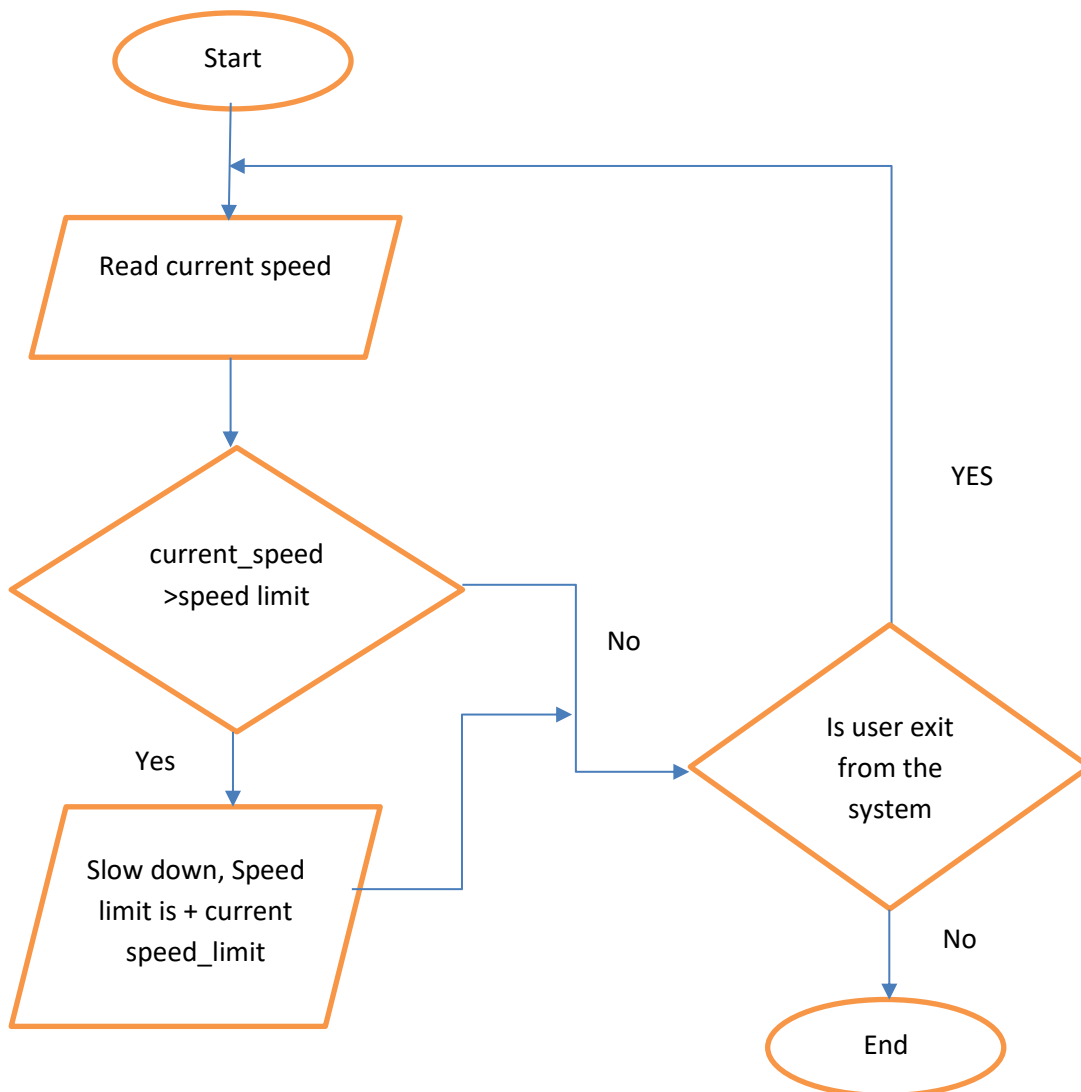 Start
Read current speed
current_speed
>speed limit
No
Yes
Slow down, Speed
limit is + current
speed_limit
YES
Is user exit
from the
system
No
End